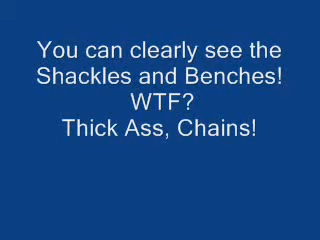 You can clearly see the
Shackles and Benches!
WTF?
Thick Ass, Chains!